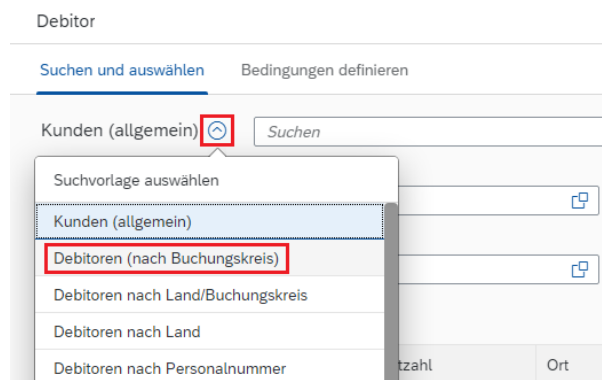 Debitor
Suchen und auswählen Bedingungen definieren
Kunden (allgemein) Suchen
Suchvorlage auswählen
Kunden (allgemein)
Debitoren (nach Buchungskreis)
Debitoren nach Land/Buchungskreis
Debitoren nach Land
Debitoren nach Personalnummer
tzahl Ort